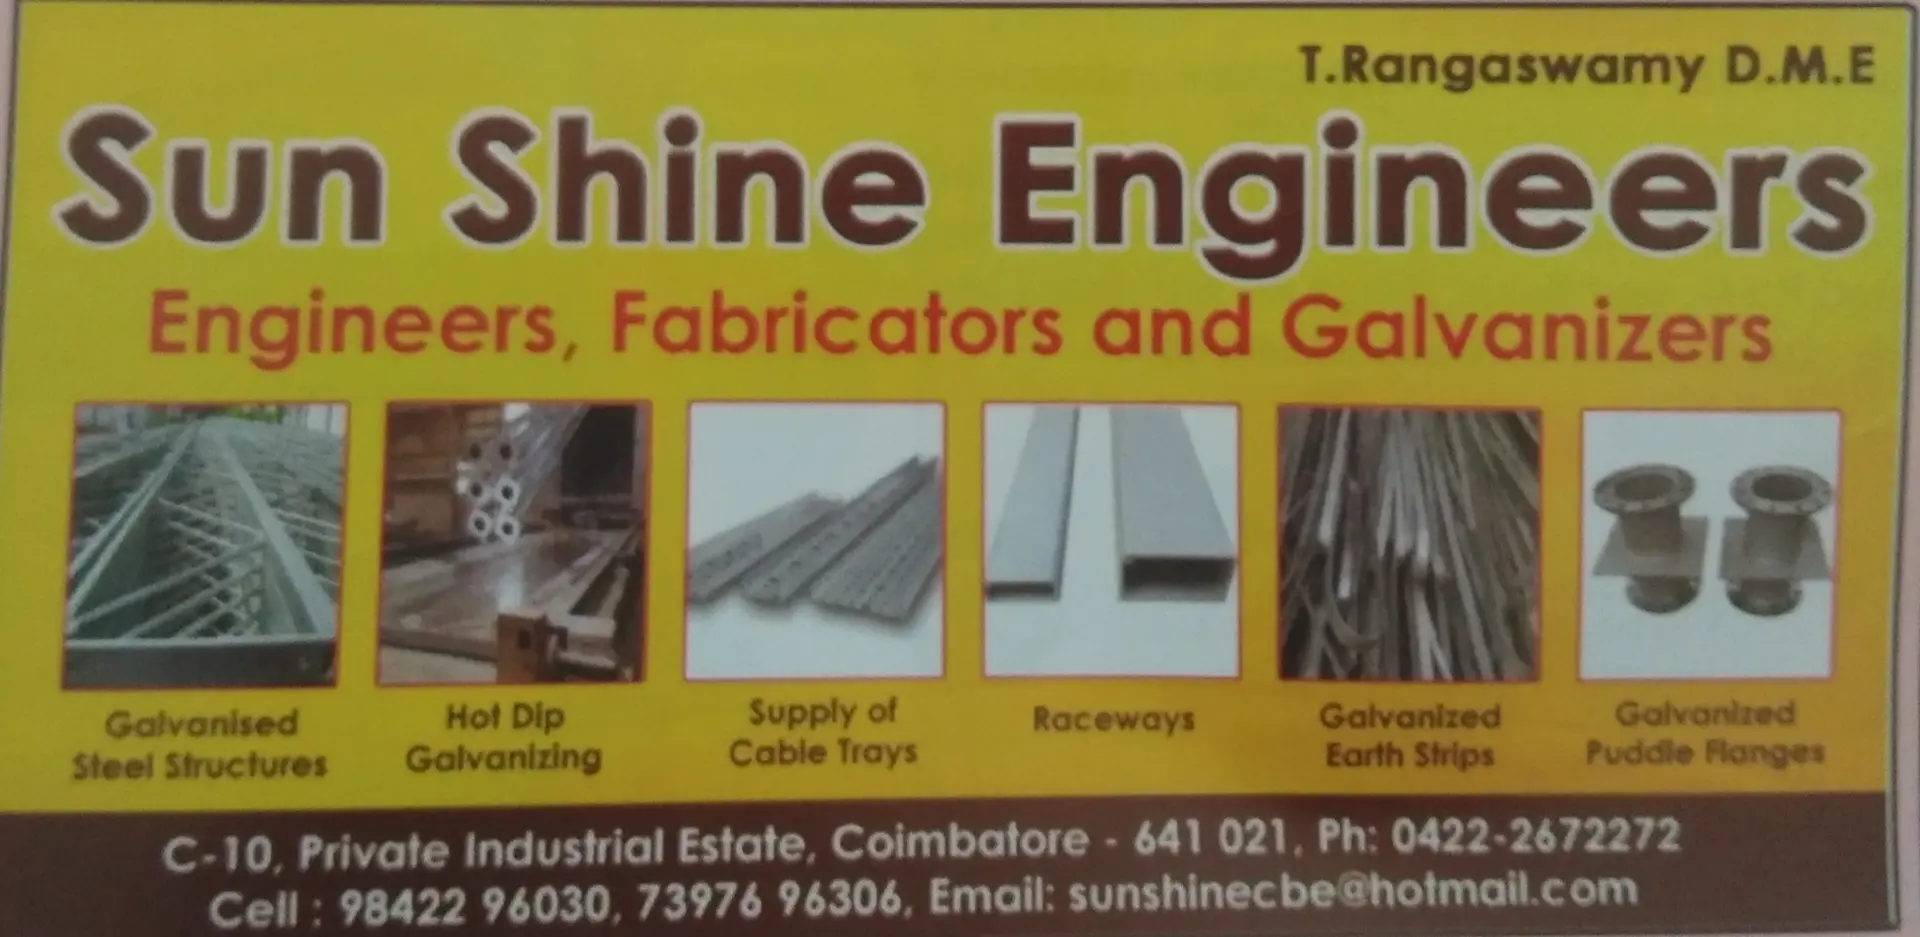 T.Rangaswamy D.M.E
Sun Shine Engineers
Engineers, Fabricators and Galvanizers
Galvanised
Steel Structures
Hot Dip
Galvanizing
Supply of
Cable Trays
Raceways
Galvanized
Earth Strips
Galvanized
Puddle Flanges
C-10, Private Industrial Estate, Coimbatore - 641 021, Ph: 0422-2672272
Cell : 98422 96030, 73976 96306, Email: sunshinecbe@hotmail.com